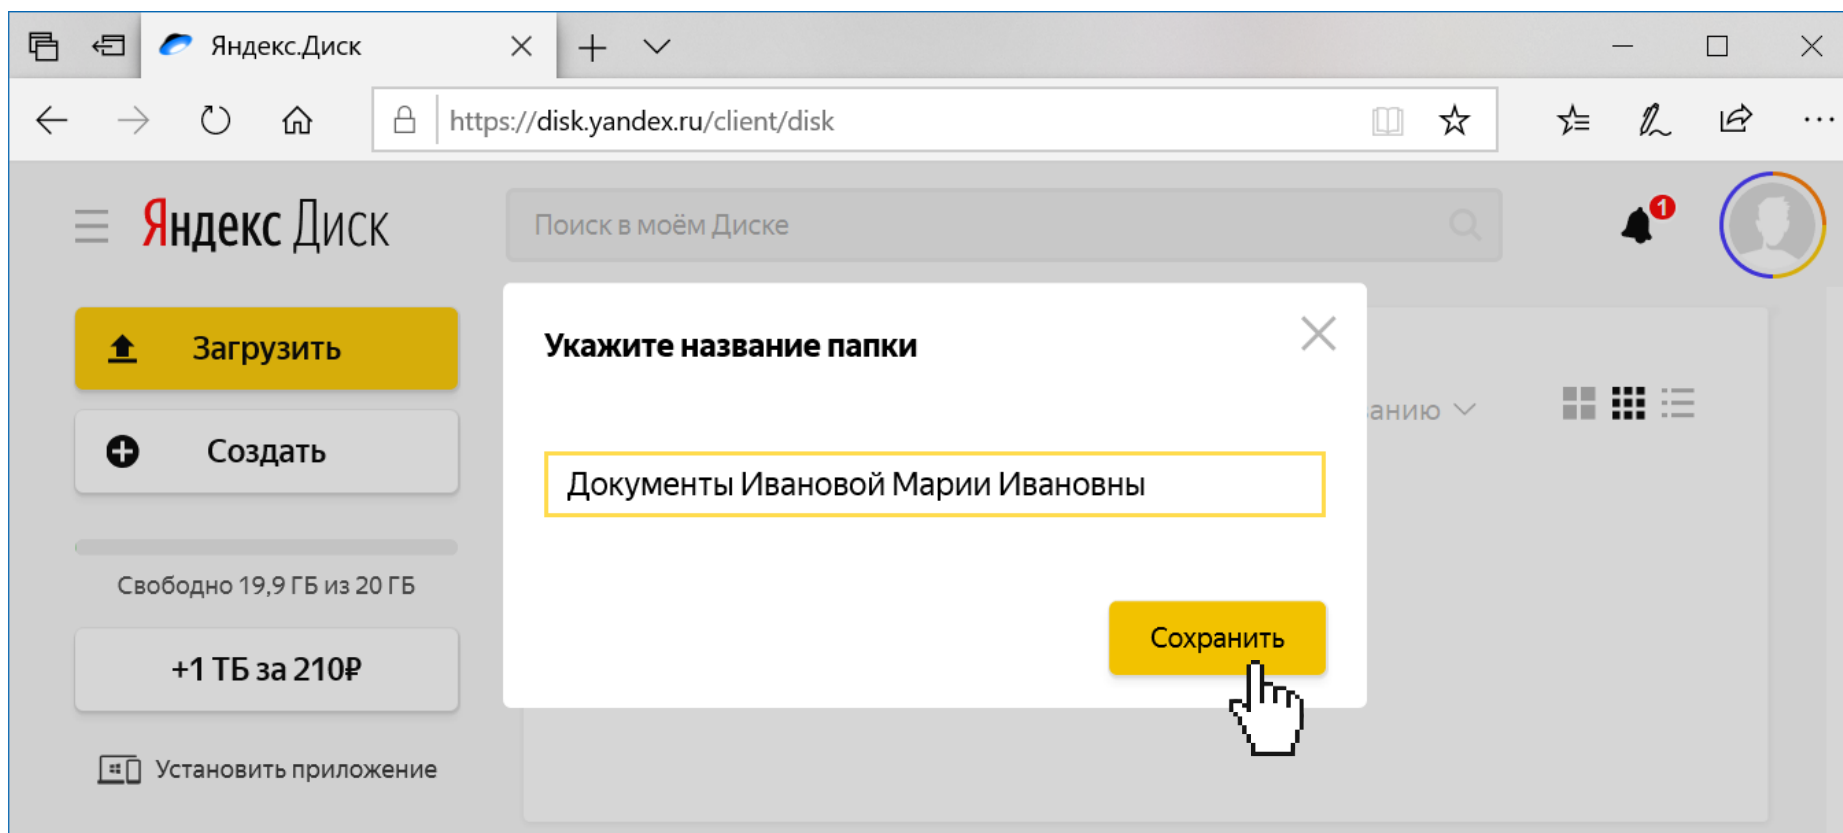 Яндекс.Диск
https://disk.yandex.ru/client/disk
Яндекс Диск
Поиск в моём Диске
1
Загрузить
Создать
Свободно 19,9 ГБ из 20 ГБ
+1 ТБ за 210₽
Установить приложение
Укажите название папки
анию
Документы Ивановой Марии Ивановны
Сохранить